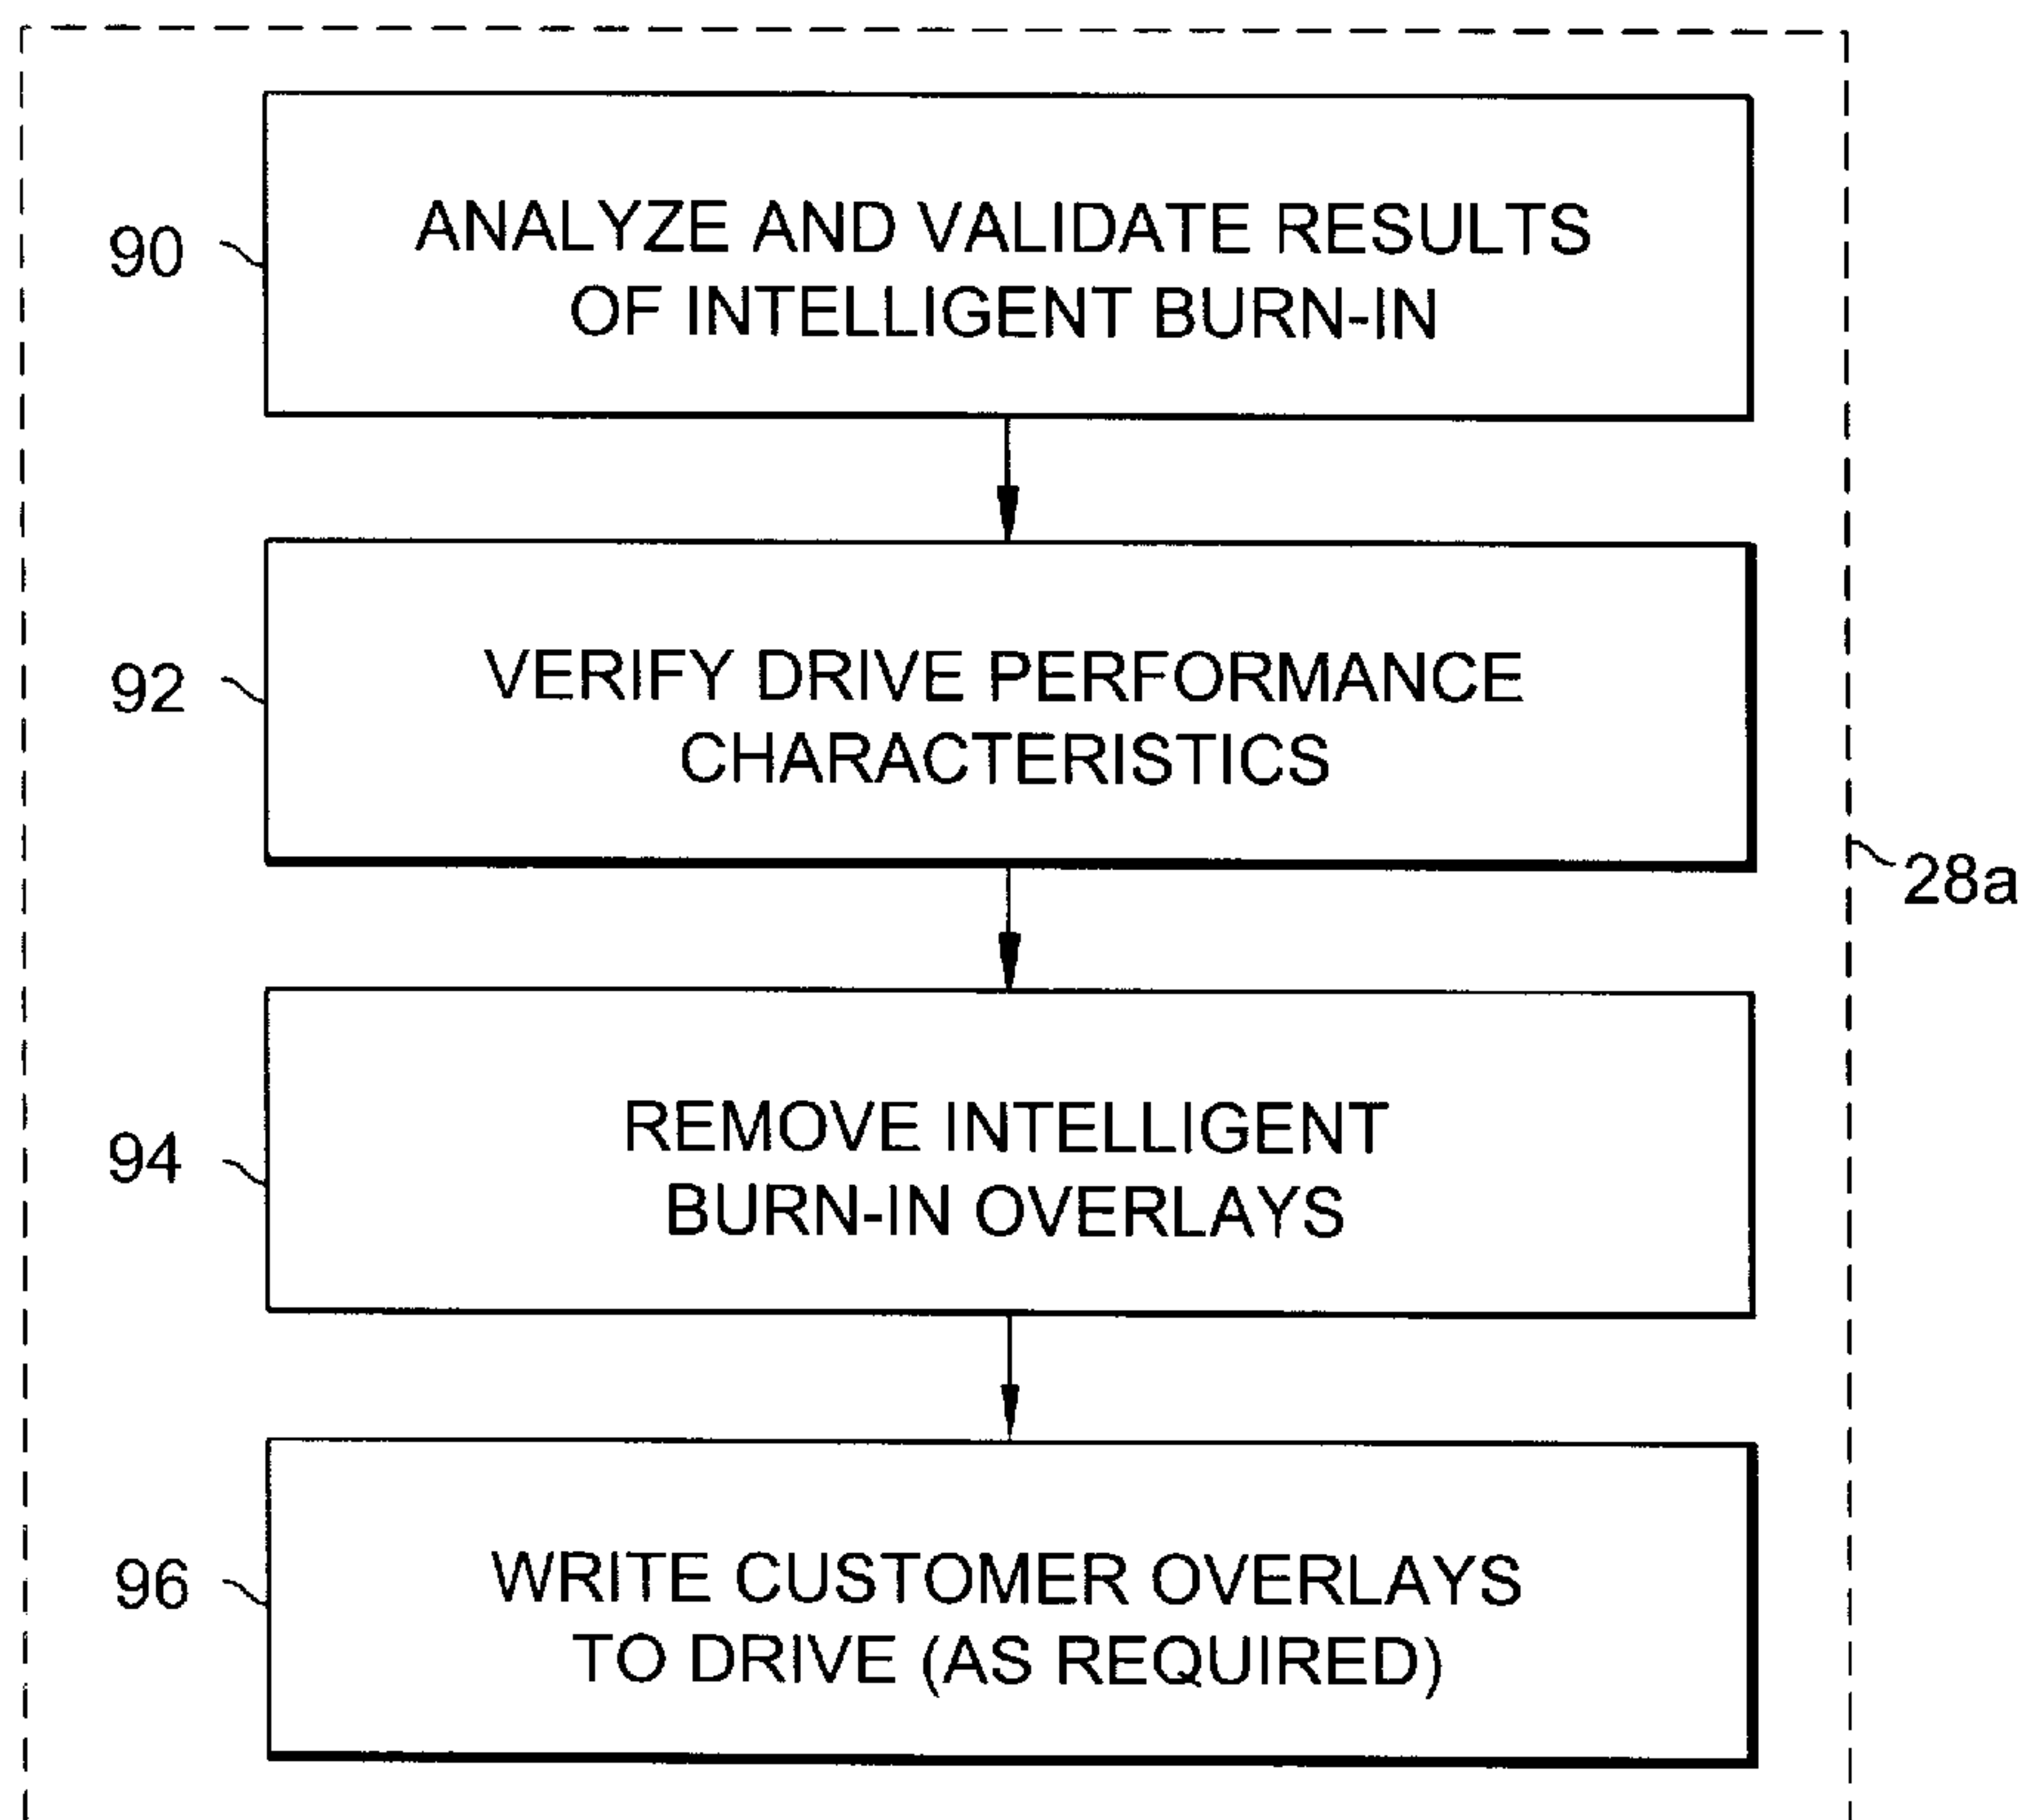 90
ANALYZE AND VALIDATE RESULTS
OF INTELLIGENT BURN-IN
92
VERIFY DRIVE PERFORMANCE
CHARACTERISTICS
28a
94
REMOVE INTELLIGENT
BURN-IN OVERLAYS
96
WRITE CUSTOMER OVERLAYS
TO DRIVE (AS REQUIRED)